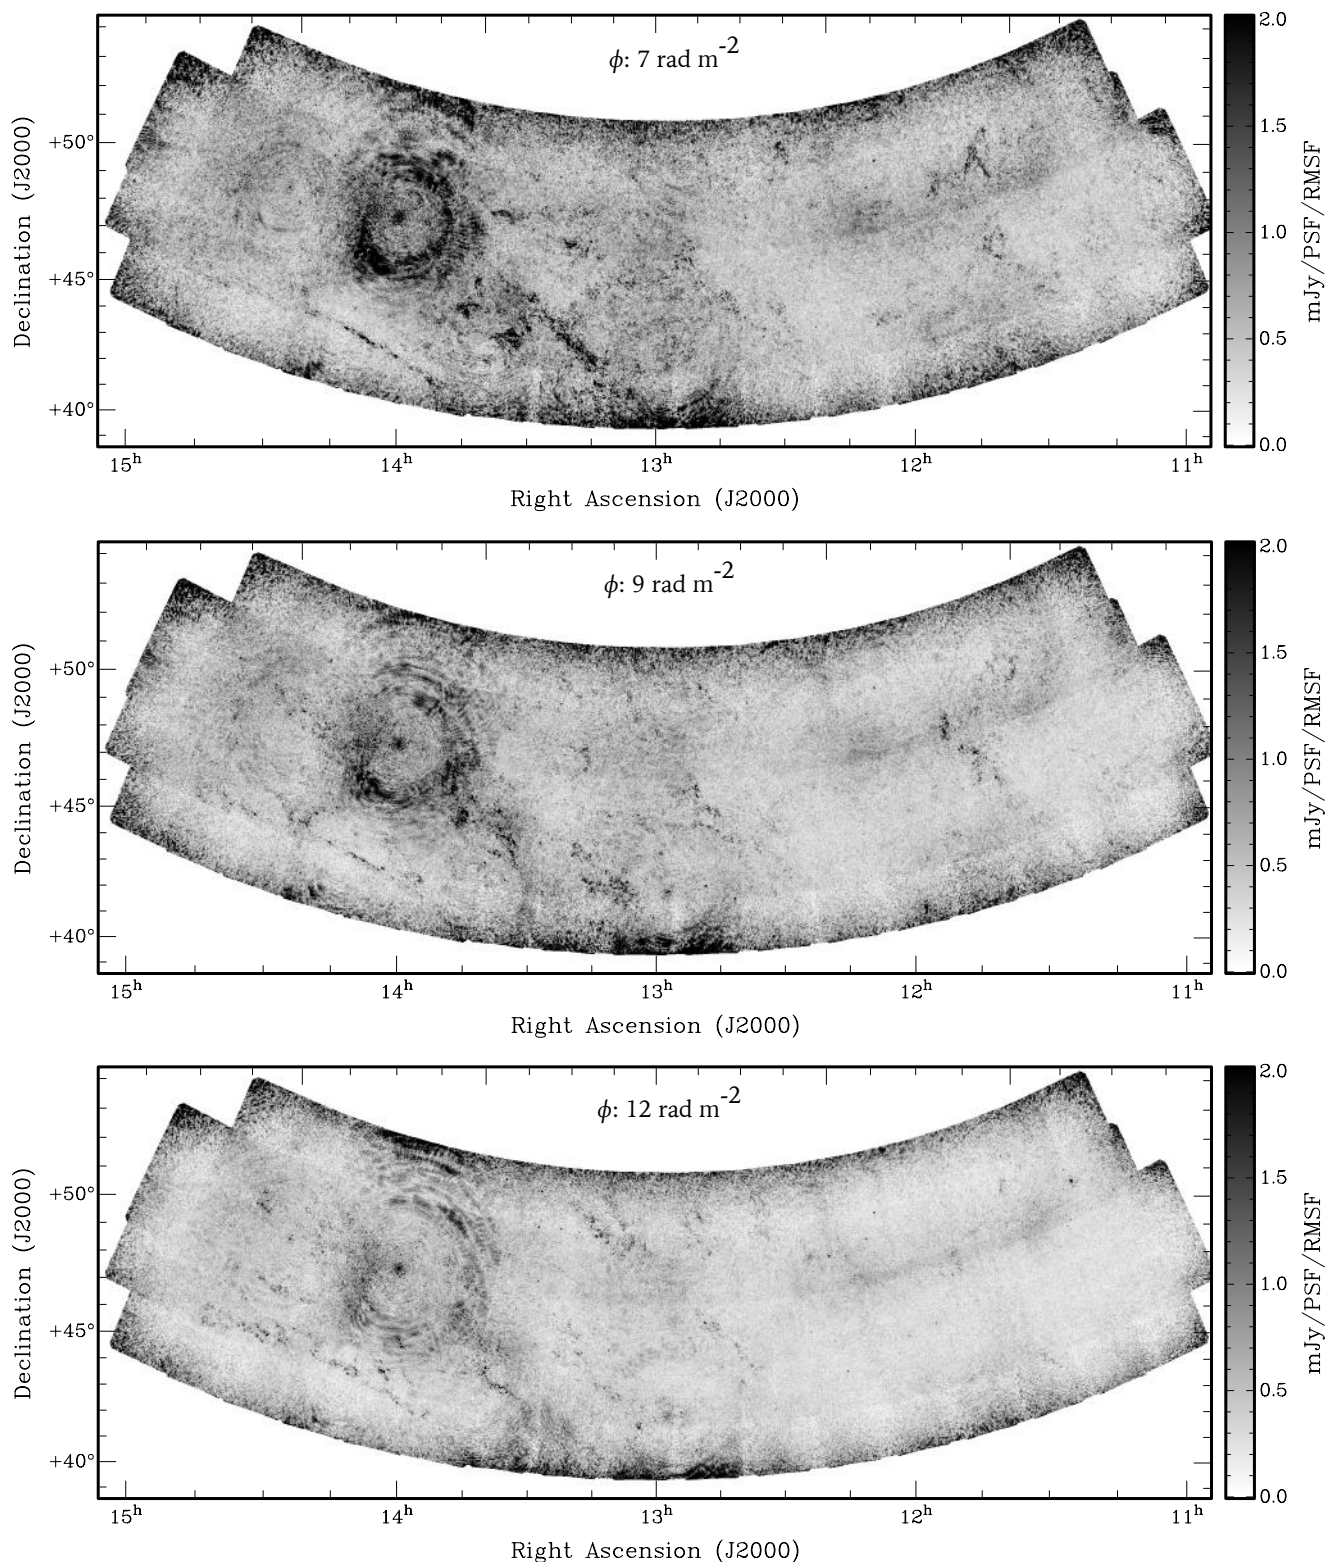 ϕ: 7 rad m⁻²
Declination (J2000)
+50°
+45°
+40°
15ʰ 14ʰ 13ʰ 12ʰ 11ʰ
Right Ascension (J2000)
2.0
1.5
1.0
0.5
0.0
mJy/PSF/RMSF
ϕ: 9 rad m⁻²
Declination (J2000)
+50°
+45°
+40°
15ʰ 14ʰ 13ʰ 12ʰ 11ʰ
Right Ascension (J2000)
2.0
1.5
1.0
0.5
0.0
mJy/PSF/RMSF
ϕ: 12 rad m⁻²
Declination (J2000)
+50°
+45°
+40°
15ʰ 14ʰ 13ʰ 12ʰ 11ʰ
Right Ascension (J2000)
2.0
1.5
1.0
0.5
0.0
mJy/PSF/RMSF